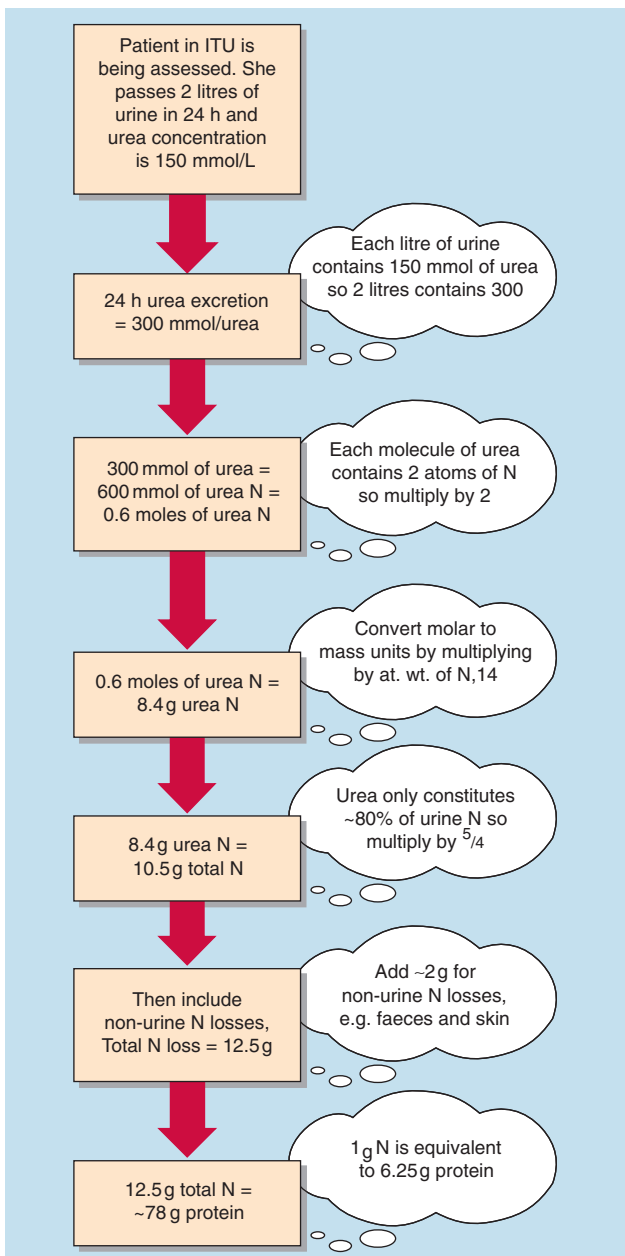 Patient in ITU is
being assessed. She
passes 2 litres of
urine in 24 h and
urea concentration
is 150 mmol/L
Each litre of urine
contains 150 mmol of urea
so 2 litres contains 300
24 h urea excretion
= 300 mmol/urea
Each molecule of urea
contains 2 atoms of N
so multiply by 2
300 mmol of urea =
600 mmol of urea N =
0.6 moles of urea N
Convert molar to
mass units by multiplying
by at. wt. of N,14
0.6 moles of urea N =
8.4 g urea N
Urea only constitutes
~80% of urine N so
multiply by 5/4
8.4 g urea N =
10.5 g total N
Add ~2 g for
non-urine N losses,
e.g. faeces and skin
Then include
non-urine N losses,
Total N loss = 12.5 g
1 g N is equivalent
to 6.25 g protein
12.5 g total N =
~78 g protein